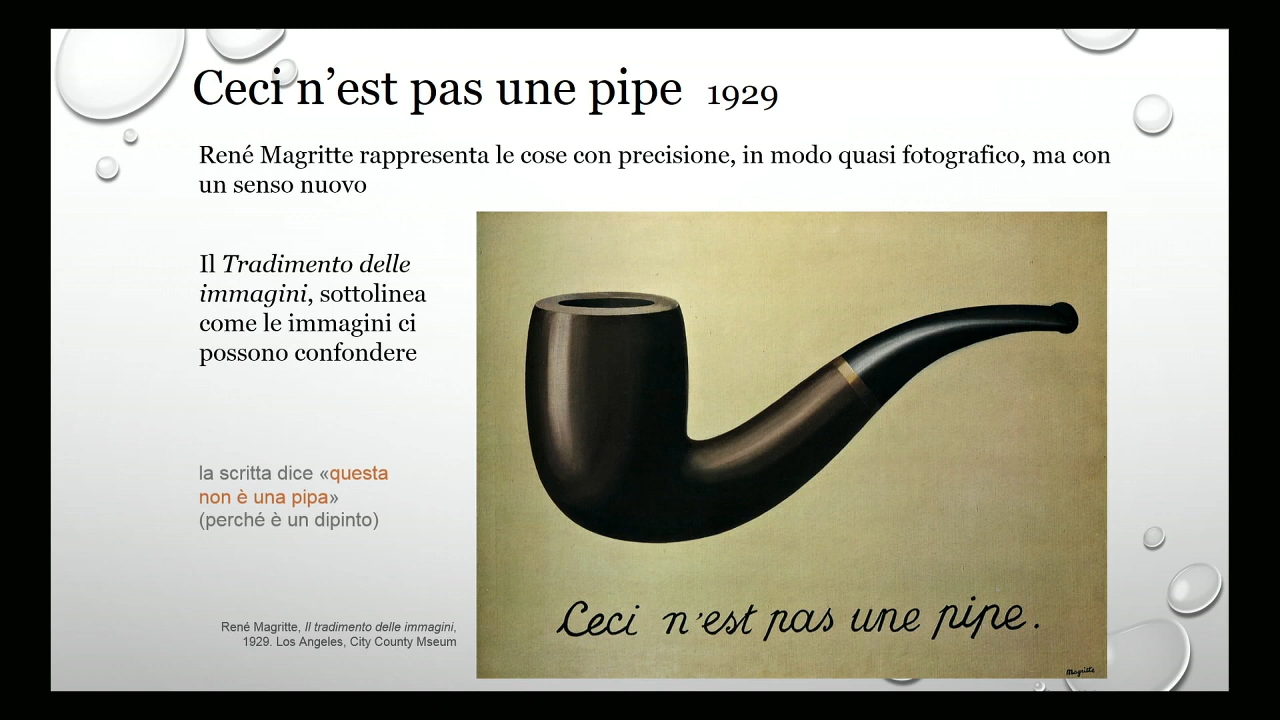 Ceci n’est pas une pipe 1929
René Magritte rappresenta le cose con precisione, in modo quasi fotografico, ma con
un senso nuovo
Il Tradimento delle
immagini, sottolinea
come le immagini ci
possono confondere
la scritta dice «questa
non è una pipa»
(perché è un dipinto)
René Magritte, Il tradimento delle immagini,
1929. Los Angeles, City County Mseum
Ceci n'est pas une pipe.
Magritte